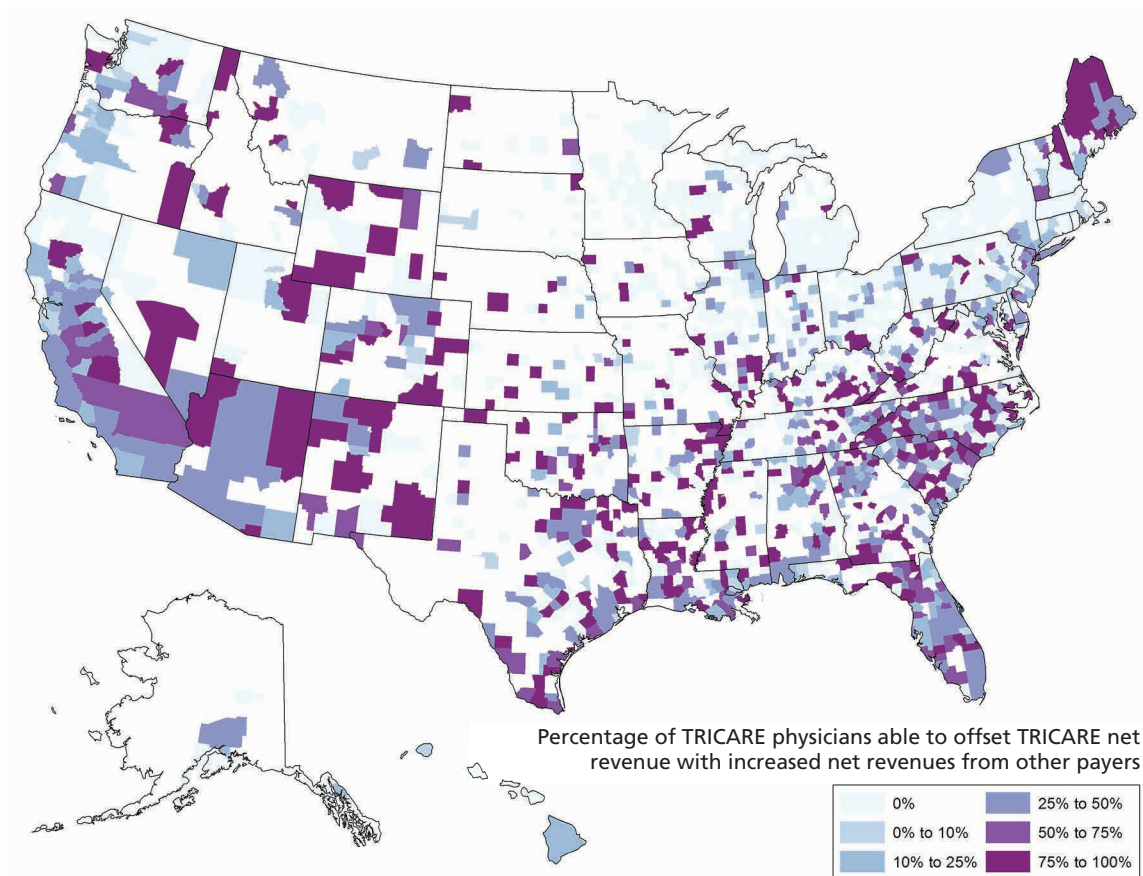 Percentage of TRICARE physicians able to offset TRICARE net
revenue with increased net revenues from other payers
0%
25% to 50%
0% to 10%
50% to 75%
10% to 25%
75% to 100%